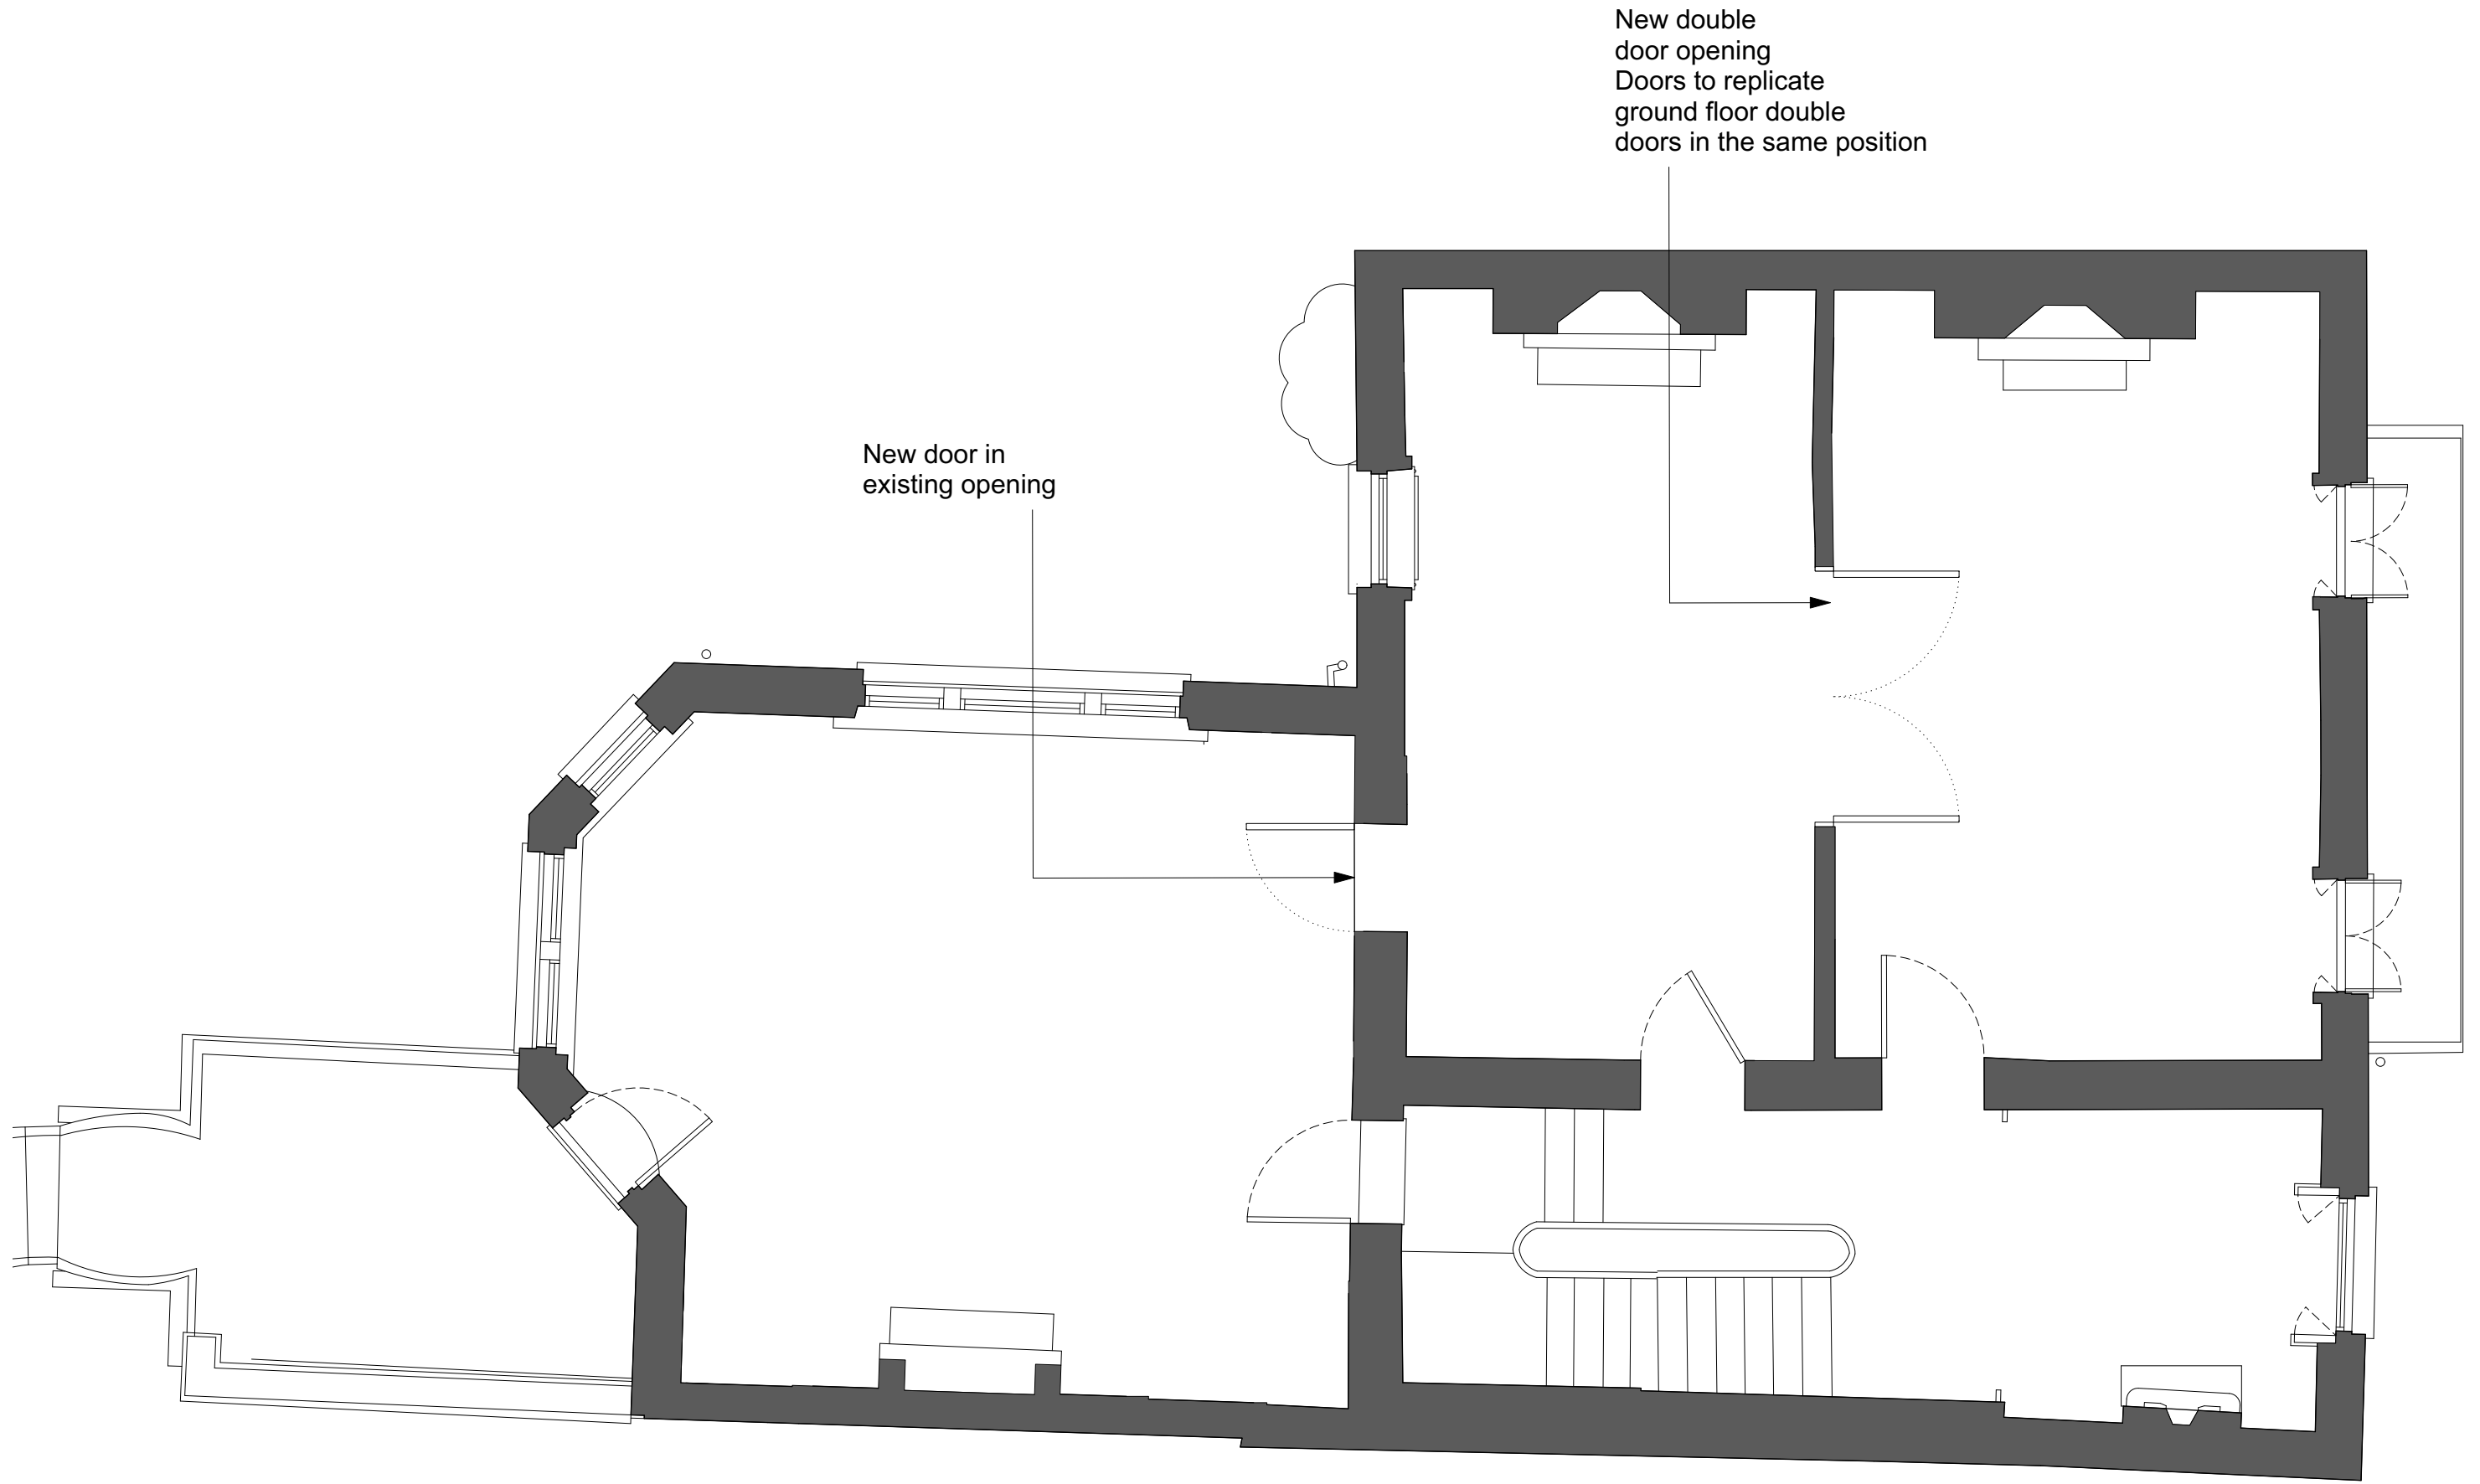 New double
door opening
Doors to replicate
ground floor double
doors in the same position
New door in
existing opening